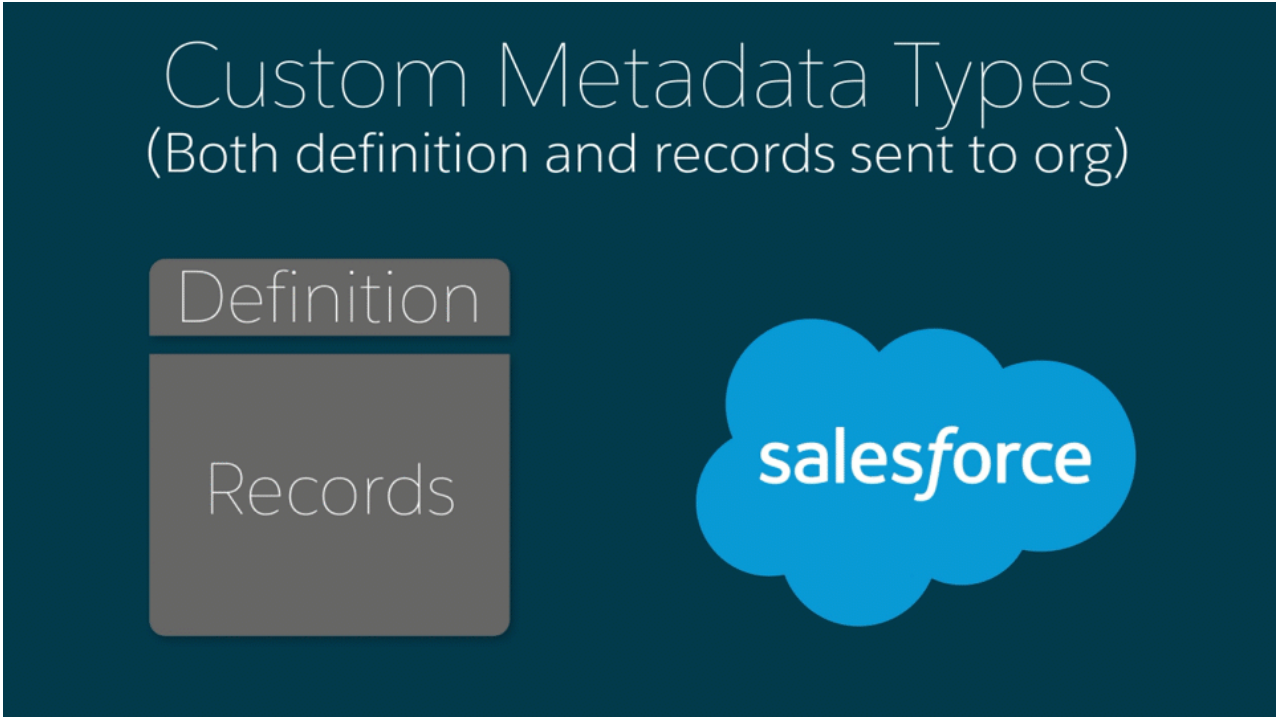 Custom Metadata Types
(Both definition and records sent to org)
Definition
Records
salesforce